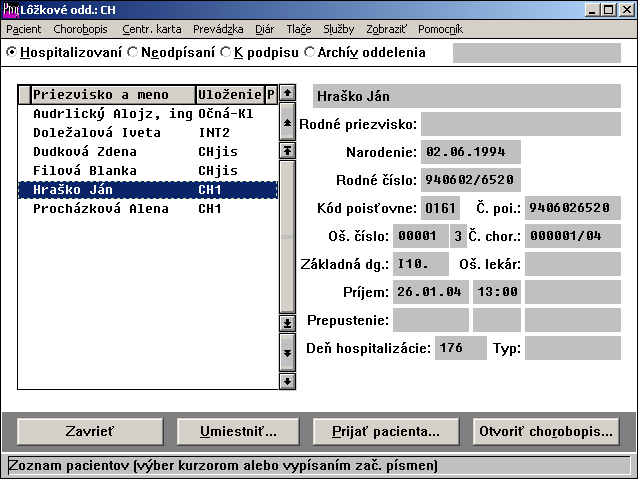 Lôžkové odd.: CH
Pacient Chorobopis Centr. karta Prevádzka Diár Tlače Služby Zobraziť Pomocník
Hospitalizovaní Neodpísaní K podpisu Archív oddelenia
Priezvisko a meno Uloženie P
Audrlický Alojz, ing Očná-Kl
Doležalová Iveta INT2
Dudková Zdena CHjis
Filová Blanka CHjis
Hraško Ján CH1
Procházková Alena CH1
Hraško Ján
Rodné priezvisko:
Narodenie: 02.06.1994
Rodné číslo: 940602/6520
Kód poisťovne: 0161 Č. poi.: 9406026520
Oš. číslo: 00001 3 Č. chor.: 000001/04
Základná dg.: I10. Oš. lekár:
Príjem: 26.01.04 13:00
Prepustenie:
Deň hospitalizácie: 176 Typ:
Zavrieť Umiestniť... Prijať pacienta... Otvoriť chorobopis...
Zoznam pacientov (výber kurzorom alebo vypísaním zač. písmen)